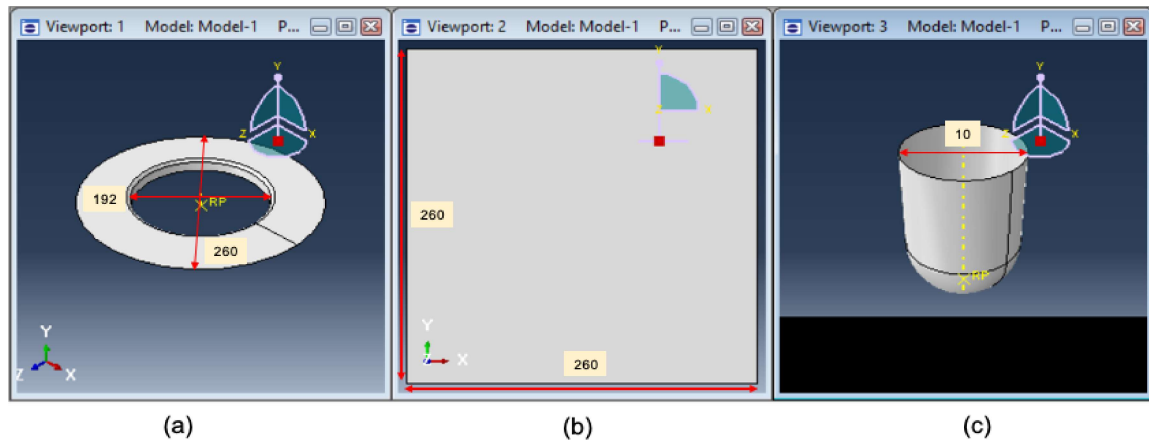 Viewport: 1 Model: Model-1 P...
Y
Z X
192
RP
260
Y
Z X
(a)
Viewport: 2 Model: Model-1 P...
Y
Z X
260
Y
Z X
260
(b)
Viewport: 3 Model: Model-1 P...
Y
Z X
10
RP
(c)